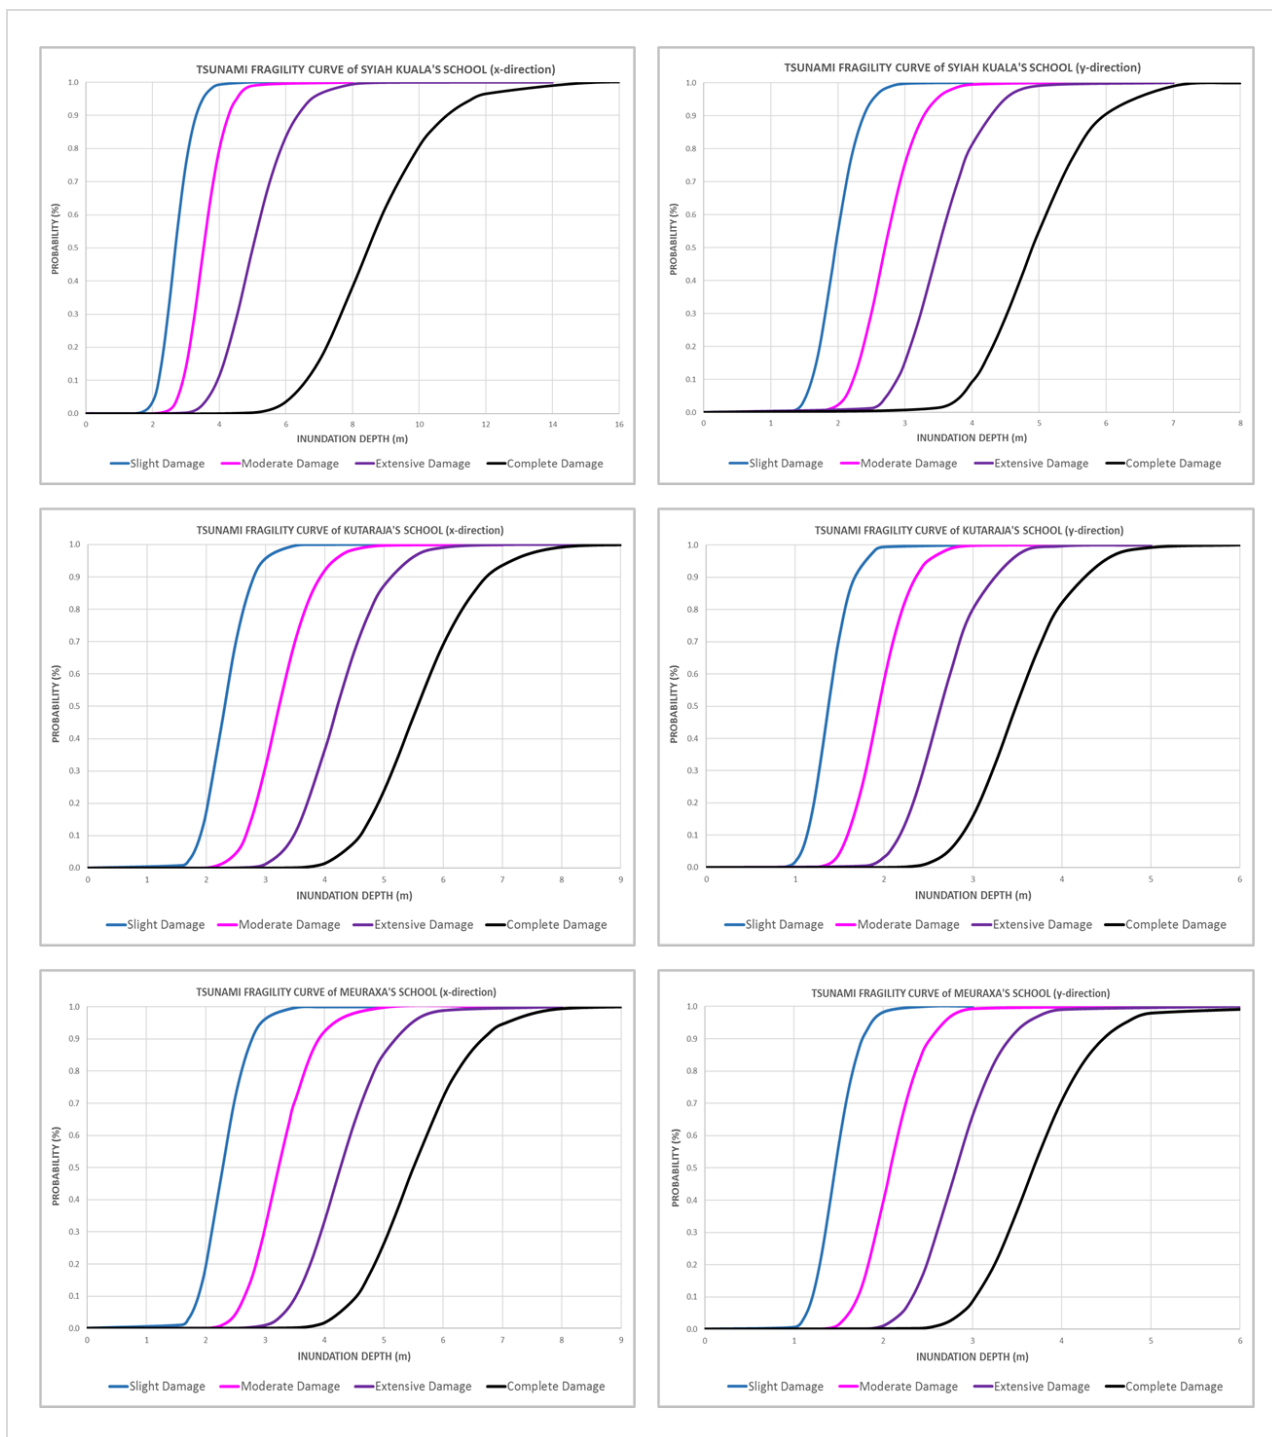 TSUNAMI FRAGILITY CURVE of SYIAH KUALA'S SCHOOL (x-direction)
PROBABILITY (%)
1.0
0.9
0.8
0.7
0.6
0.5
0.4
0.3
0.2
0.1
0.0
0 2 4 6 8 10 12 14 16
INUNDATION DEPTH (m)
Slight Damage Moderate Damage Extensive Damage Complete Damage
TSUNAMI FRAGILITY CURVE of SYIAH KUALA'S SCHOOL (y-direction)
PROBABILITY (%)
1.0
0.9
0.8
0.7
0.6
0.5
0.4
0.3
0.2
0.1
0.0
0 1 2 3 4 5 6 7 8
INUNDATION DEPTH (m)
Slight Damage Moderate Damage Extensive Damage Complete Damage
TSUNAMI FRAGILITY CURVE of KUTARAJA'S SCHOOL (x-direction)
PROBABILITY (%)
1.0
0.9
0.8
0.7
0.6
0.5
0.4
0.3
0.2
0.1
0.0
0 1 2 3 4 5 6 7 8 9
INUNDATION DEPTH (m)
Slight Damage Moderate Damage Extensive Damage Complete Damage
TSUNAMI FRAGILITY CURVE of KUTARAJA'S SCHOOL (y-direction)
PROBABILITY (%)
1.0
0.9
0.8
0.7
0.6
0.5
0.4
0.3
0.2
0.1
0.0
0 1 2 3 4 5 6
INUNDATION DEPTH (m)
Slight Damage Moderate Damage Extensive Damage Complete Damage
TSUNAMI FRAGILITY CURVE of MEURAXA'S SCHOOL (x-direction)
PROBABILITY (%)
1.0
0.9
0.8
0.7
0.6
0.5
0.4
0.3
0.2
0.1
0.0
0 1 2 3 4 5 6 7 8 9
INUNDATION DEPTH (m)
Slight Damage Moderate Damage Extensive Damage Complete Damage
TSUNAMI FRAGILITY CURVE of MEURAXA'S SCHOOL (y-direction)
PROBABILITY (%)
1.0
0.9
0.8
0.7
0.6
0.5
0.4
0.3
0.2
0.1
0.0
0 1 2 3 4 5 6
INUNDATION DEPTH (m)
Slight Damage Moderate Damage Extensive Damage Complete Damage